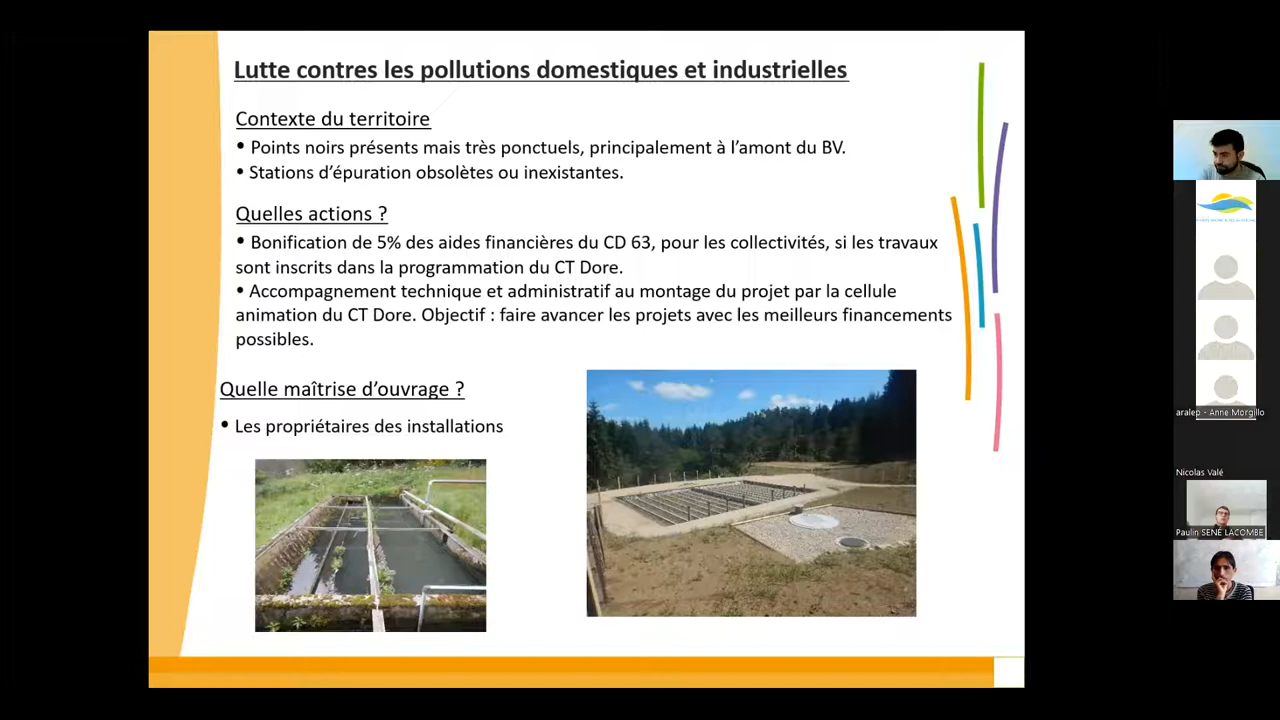 Lutte contres les pollutions domestiques et industrielles
Contexte du territoire
• Points noirs présents mais très ponctuels, principalement à l'amont du BV.
• Stations d'épuration obsolètes ou inexistantes.
Quelles actions ?
• Bonification de 5% des aides financières du CD 63, pour les collectivités, si les travaux
sont inscrits dans la programmation du CT Dore.
• Accompagnement technique et administratif au montage du projet par la cellule
animation du CT Dore. Objectif : faire avancer les projets avec les meilleurs financements
possibles.
Quelle maîtrise d'ouvrage ?
• Les propriétaires des installations
aralep - Anne Morgillo
Nicolas Valé
Paulin SENÉ LACOMBE